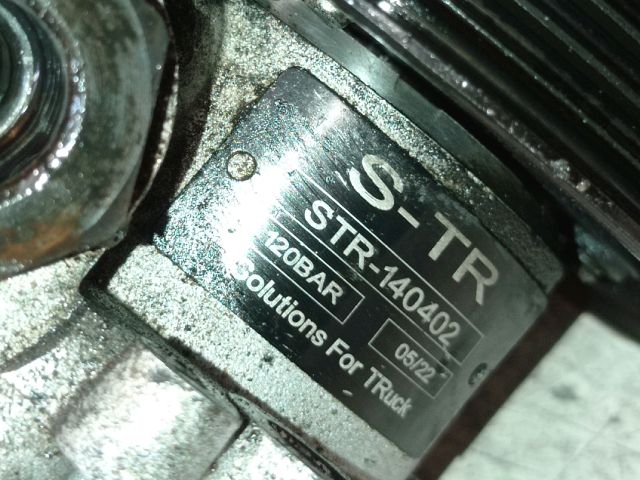 S-TR
STR-140402
120BAR 05/22
Solutions For TRuck